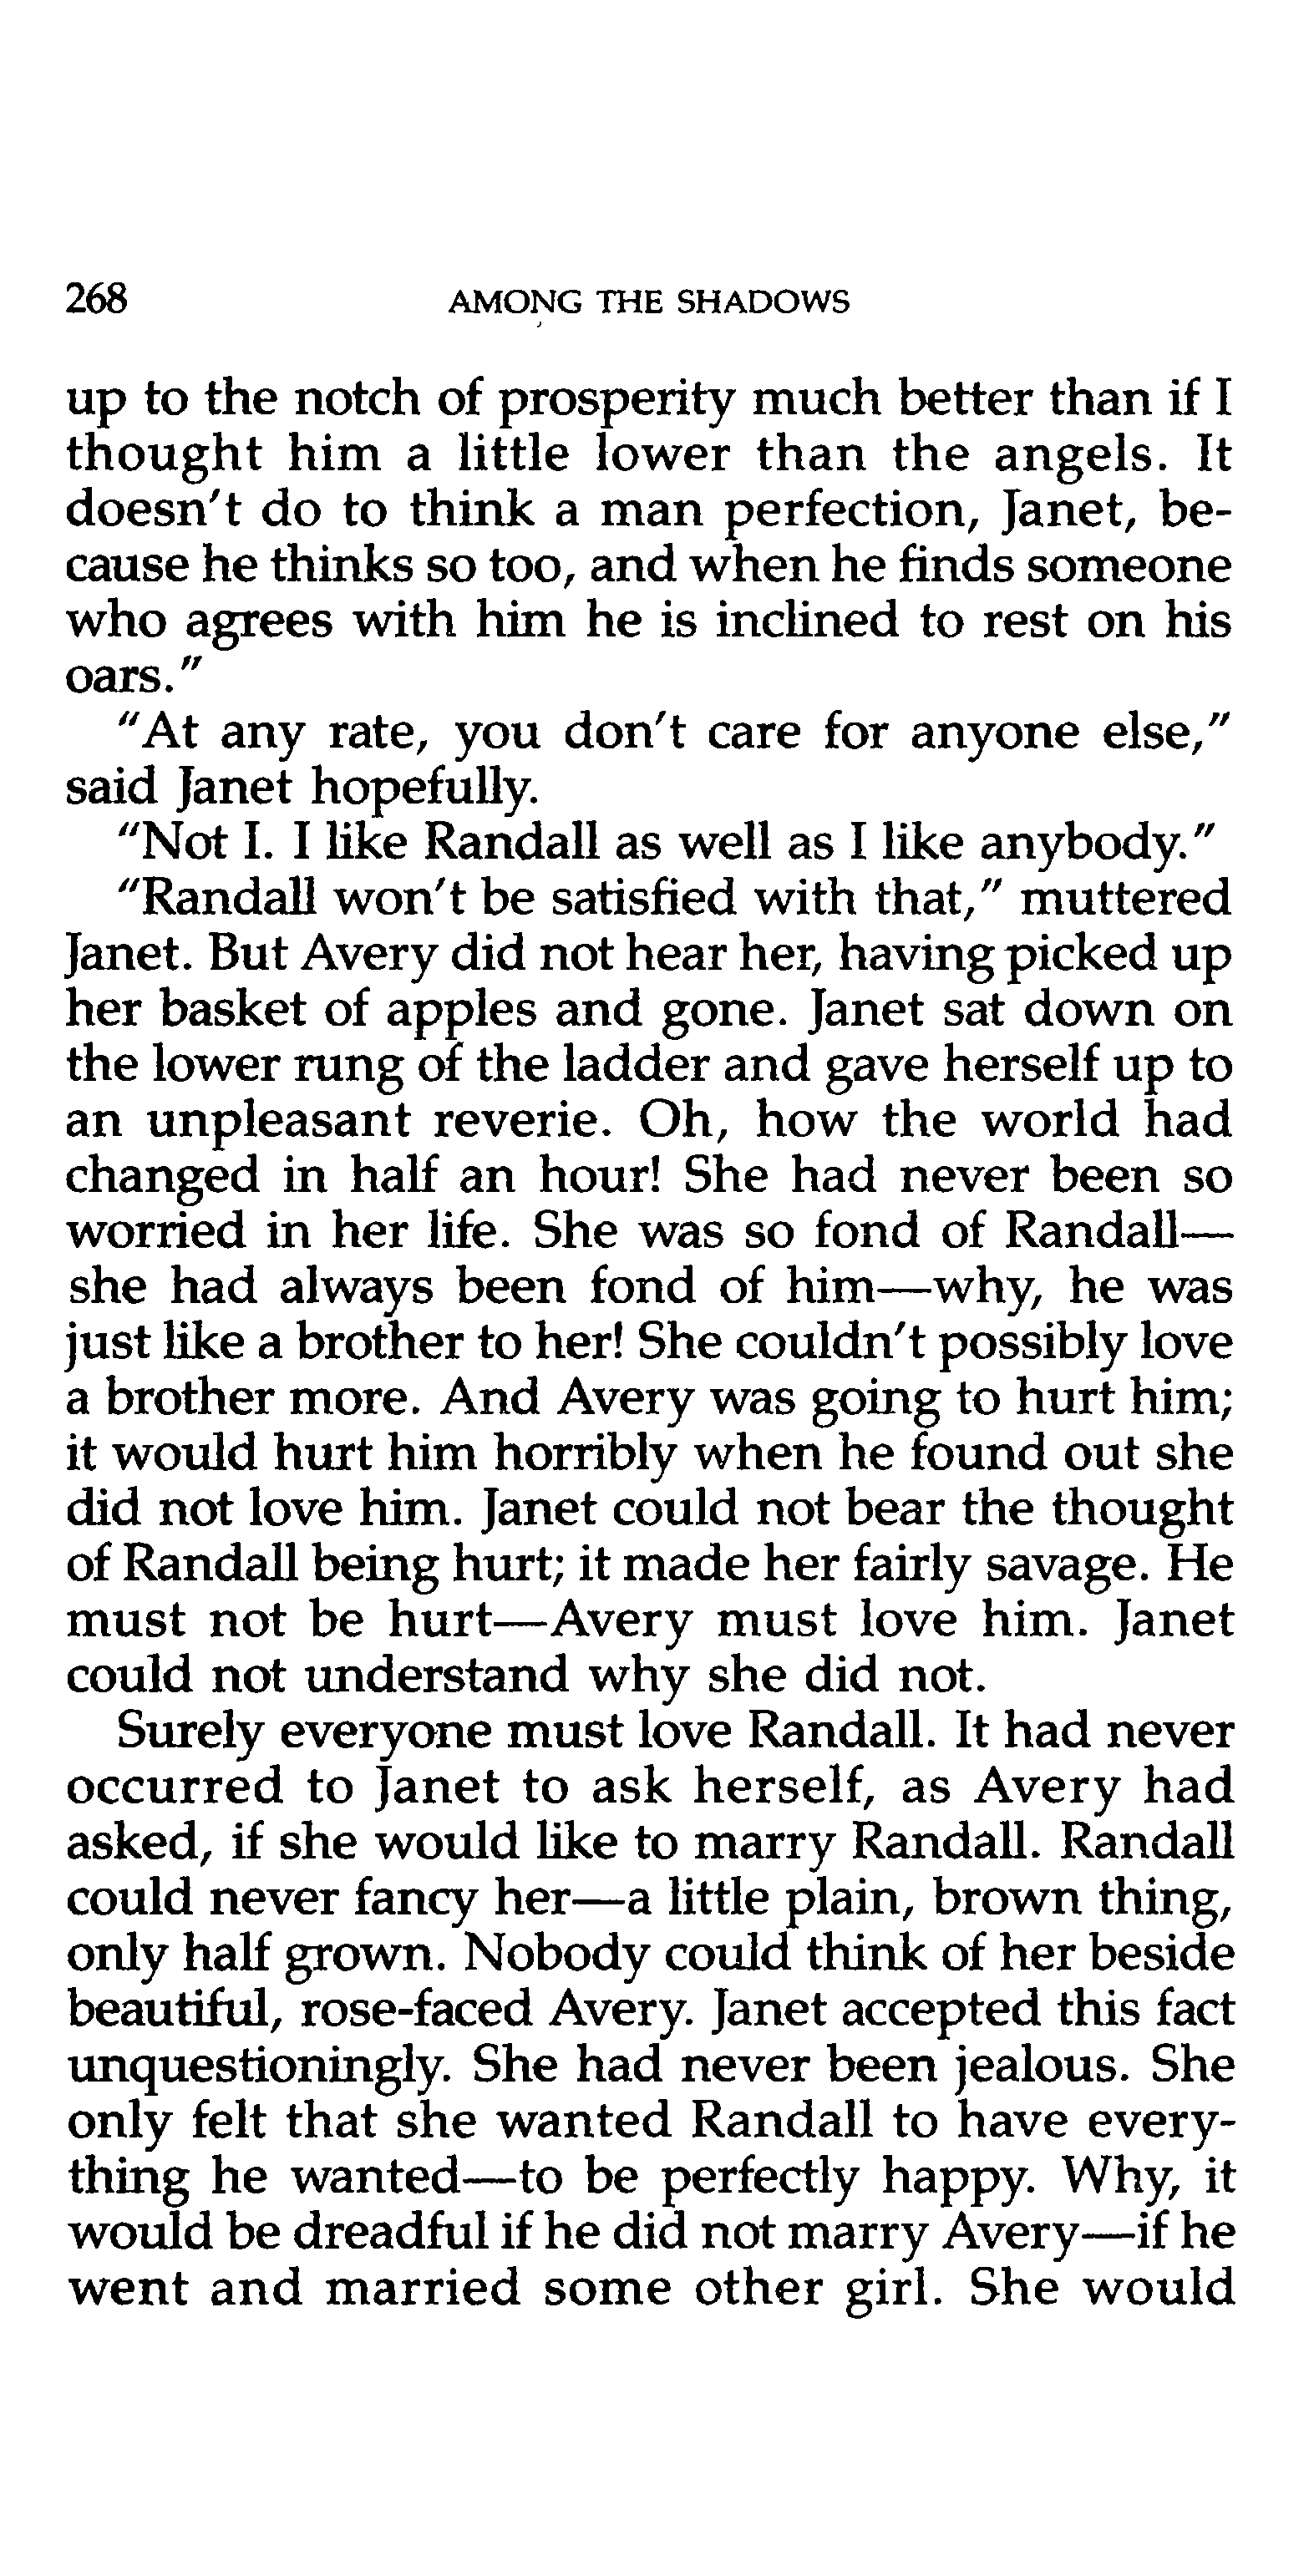 268 AMONG THE SHADOWS
up to the notch of prosperity much better than if I
thought him a little lower than the angels. It
doesn't do to think a man perfection, Janet, be-
cause he thinks so too, and when he finds someone
who agrees with him he is inclined to rest on his
oars."
"At any rate, you don't care for anyone else,"
said Janet hopefully.
"Not I. I like Randall as well as I like anybody."
"Randall won't be satisfied with that," muttered
Janet. But Avery did not hear her, having picked up
her basket of apples and gone. Janet sat down on
the lower rung of the ladder and gave herself up to
an unpleasant reverie. Oh, how the world had
changed in half an hour! She had never been so
worried in her life. She was so fond of Randall—
she had always been fond of him—why, he was
just like a brother to her! She couldn't possibly love
a brother more. And Avery was going to hurt him;
it would hurt him horribly when he found out she
did not love him. Janet could not bear the thought
of Randall being hurt; it made her fairly savage. He
must not be hurt—Avery must love him. Janet
could not understand why she did not.
Surely everyone must love Randall. It had never
occurred to Janet to ask herself, as Avery had
asked, if she would like to marry Randall. Randall
could never fancy her—a little plain, brown thing,
only half grown. Nobody could think of her beside
beautiful, rose-faced Avery. Janet accepted this fact
unquestioningly. She had never been jealous. She
only felt that she wanted Randall to have every-
thing he wanted—to be perfectly happy. Why, it
would be dreadful if he did not marry Avery—if he
went and married some other girl. She would